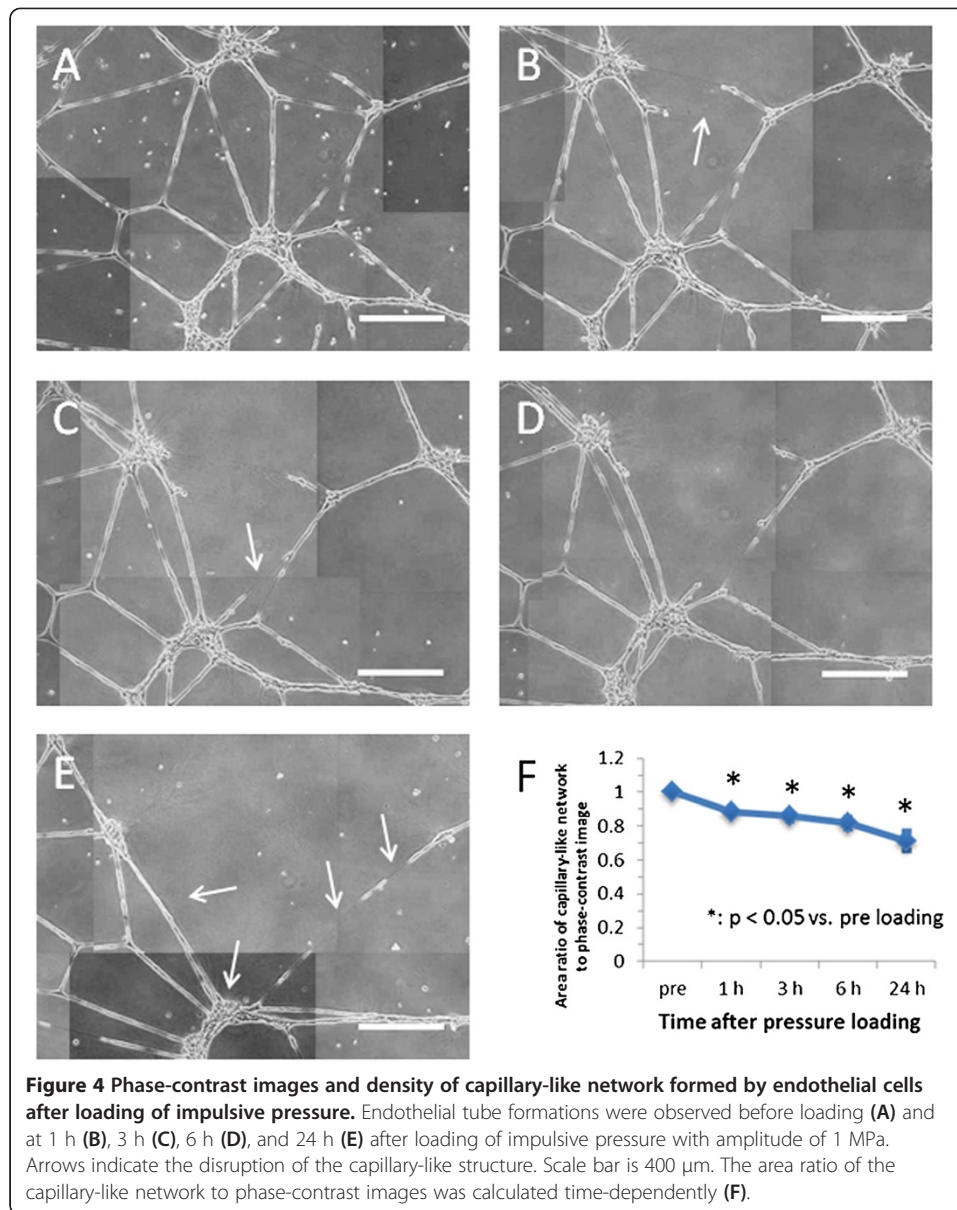 A
B
C
D
E
F
Area ratio of capillary-like network
to phase-contrast image
1.2
1
0.8
0.6
0.4
0.2
0
* * * *
*: p < 0.05 vs. pre loading
pre 1 h 3 h 6 h 24 h
Time after pressure loading
Figure 4 Phase-contrast images and density of capillary-like network formed by endothelial cells
after loading of impulsive pressure. Endothelial tube formations were observed before loading (A) and
at 1 h (B), 3 h (C), 6 h (D), and 24 h (E) after loading of impulsive pressure with amplitude of 1 MPa.
Arrows indicate the disruption of the capillary-like structure. Scale bar is 400 μm. The area ratio of the
capillary-like network to phase-contrast images was calculated time-dependently (F).